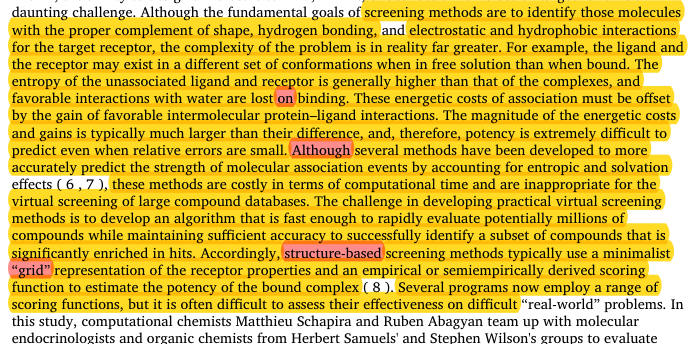 daunting challenge. Although the fundamental goals of screening methods are to identify those molecules
with the proper complement of shape, hydrogen bonding, and electrostatic and hydrophobic interactions
for the target receptor, the complexity of the problem is in reality far greater. For example, the ligand and
the receptor may exist in a different set of conformations when in free solution than when bound. The
entropy of the unassociated ligand and receptor is generally higher than that of the complexes, and
favorable interactions with water are lost on binding. These energetic costs of association must be offset
by the gain of favorable intermolecular protein–ligand interactions. The magnitude of the energetic costs
and gains is typically much larger than their difference, and, therefore, potency is extremely difficult to
predict even when relative errors are small. Although several methods have been developed to more
accurately predict the strength of molecular association events by accounting for entropic and solvation
effects ( 6 , 7 ), these methods are costly in terms of computational time and are inappropriate for the
virtual screening of large compound databases. The challenge in developing practical virtual screening
methods is to develop an algorithm that is fast enough to rapidly evaluate potentially millions of
compounds while maintaining sufficient accuracy to successfully identify a subset of compounds that is
significantly enriched in hits. Accordingly, structure-based screening methods typically use a minimalist
“grid” representation of the receptor properties and an empirical or semiempirically derived scoring
function to estimate the potency of the bound complex ( 8 ). Several programs now employ a range of
scoring functions, but it is often difficult to assess their effectiveness on difficult “real-world” problems. In
this study, computational chemists Matthieu Schapira and Ruben Abagyan team up with molecular
endocrinologists and organic chemists from Herbert Samuels' and Stephen Wilson's groups to evaluate